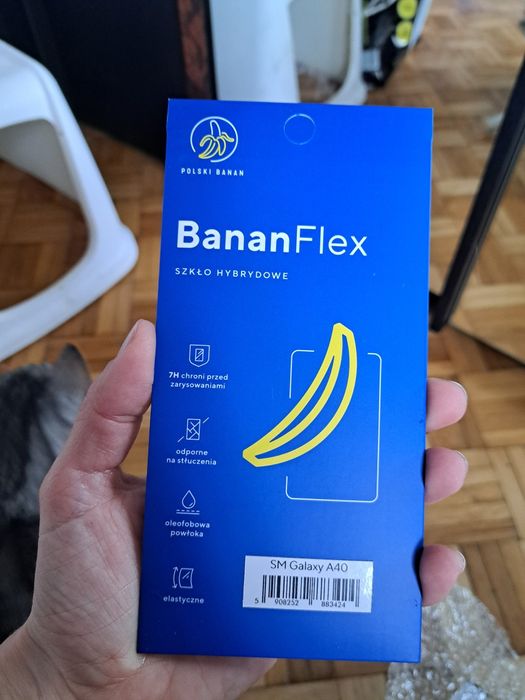 POLSKI BANAN
BananFlex
SZKŁO HYBRYDOWE
7H chroni przed
zarysowaniami
odporne
na stłuczenia
oleofobowa
powłoka
elastyczne
SM Galaxy A40
5 908252 883424